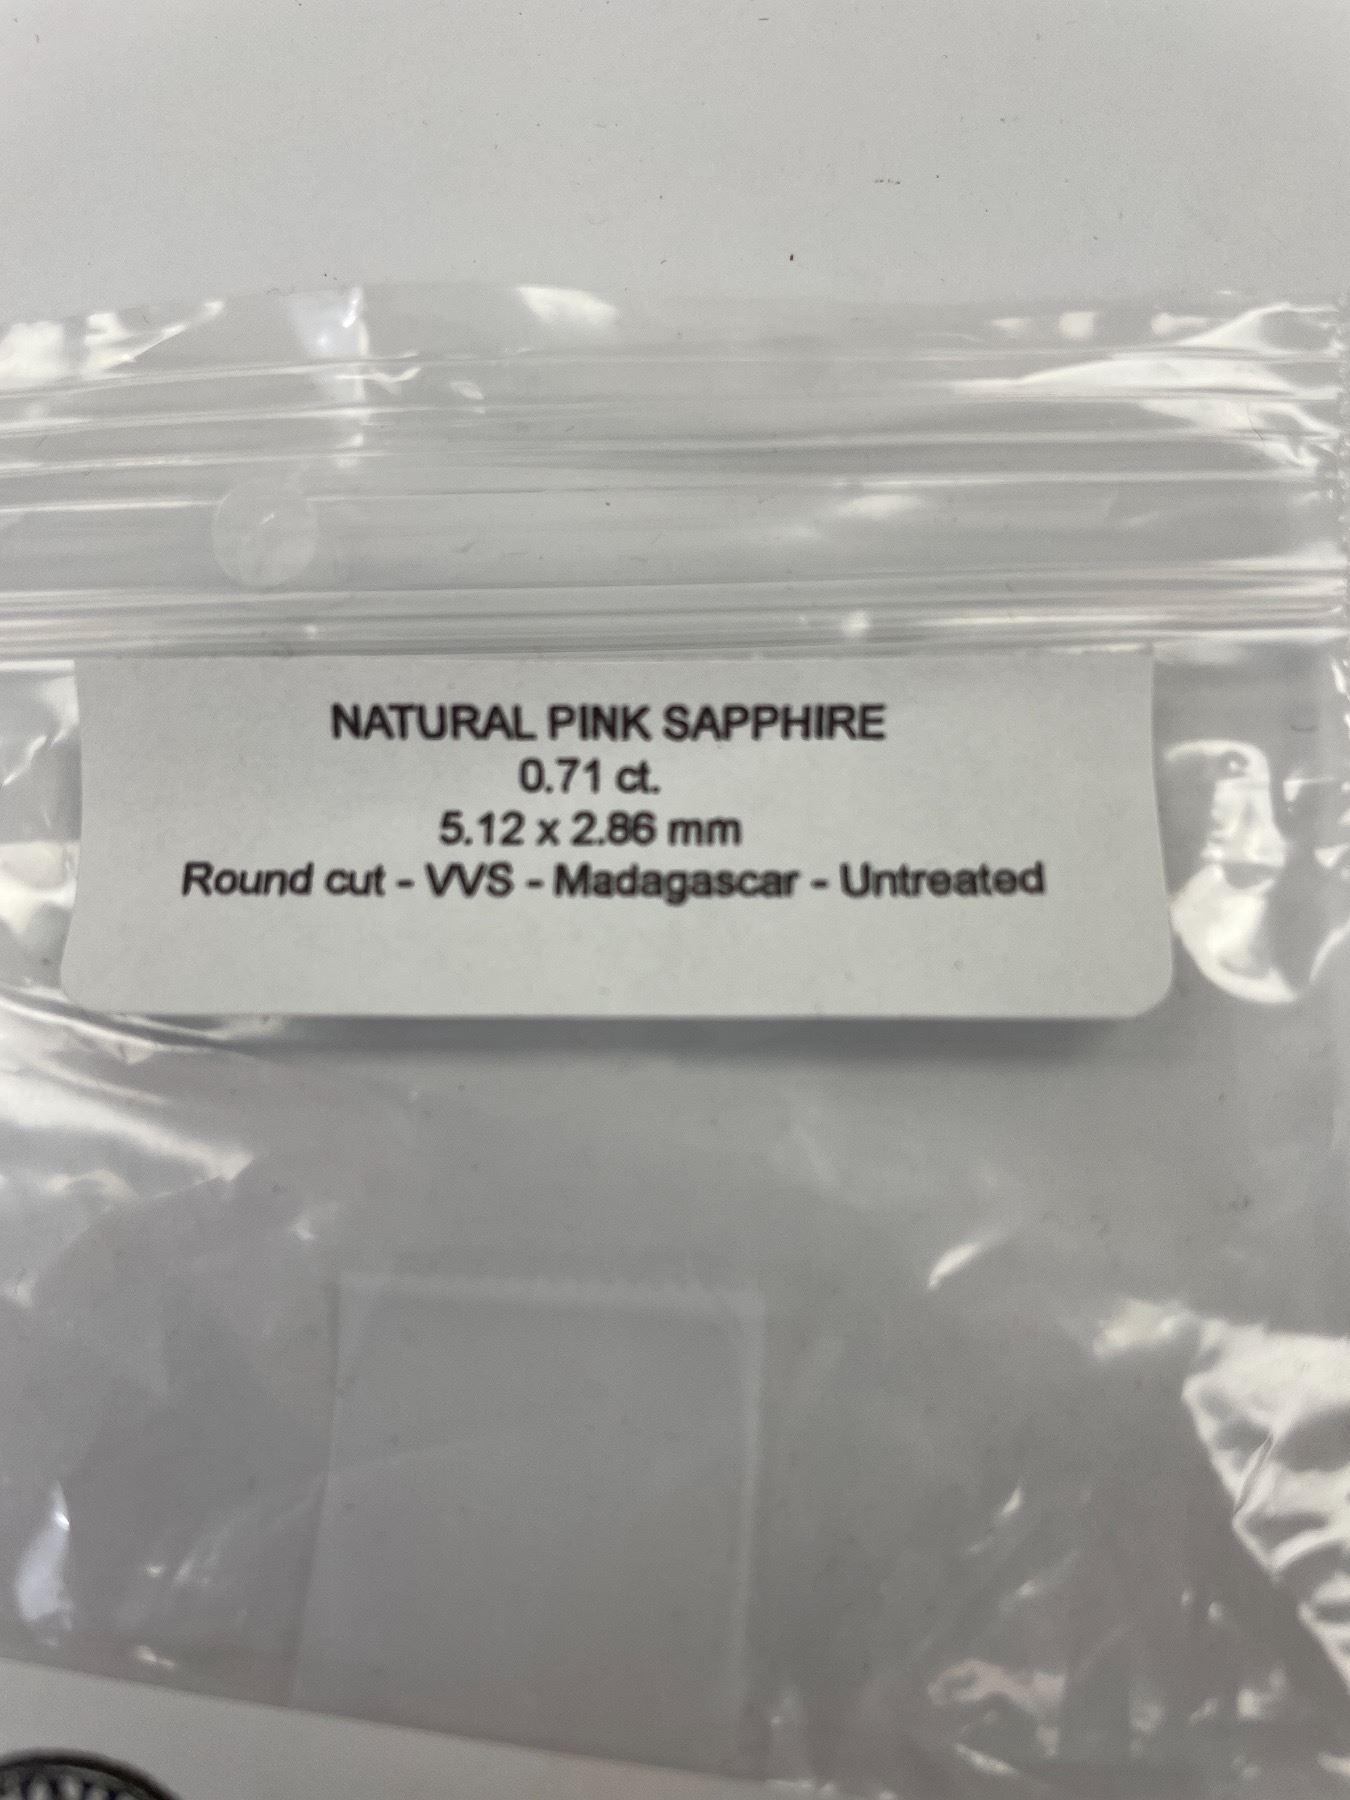 NATURAL PINK SAPPHIRE
0.71 ct.
5.12 x 2.86 mm
Round cut - VVS - Madagascar - Untreated